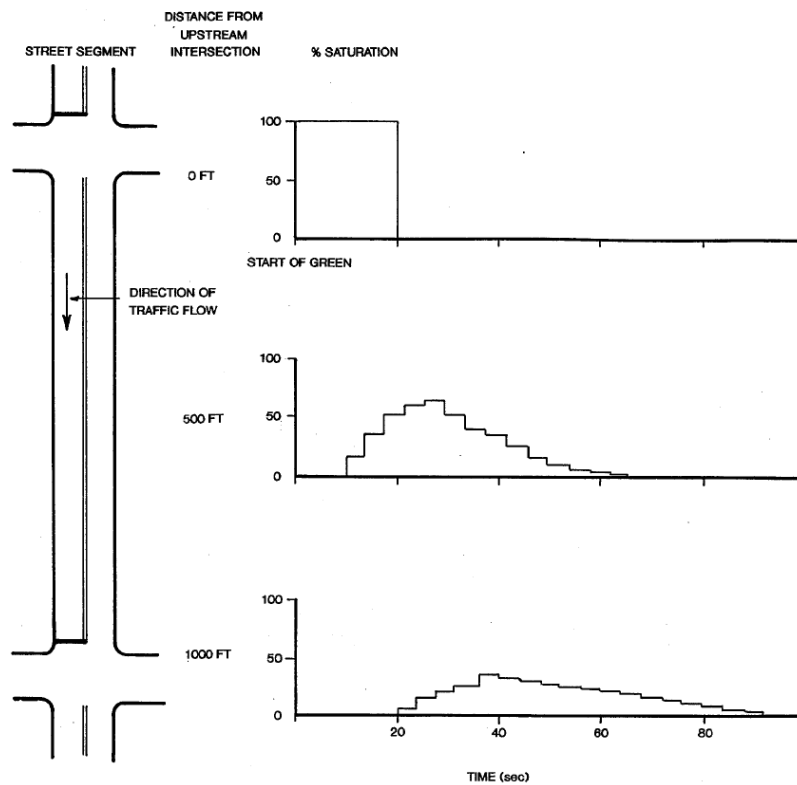 DISTANCE FROM
UPSTREAM
STREET SEGMENT INTERSECTION % SATURATION
100
50
0 FT
0
START OF GREEN
DIRECTION OF
TRAFFIC FLOW
100
500 FT
50
0
100
1000 FT
50
0
20 40 60 80
TIME (sec)